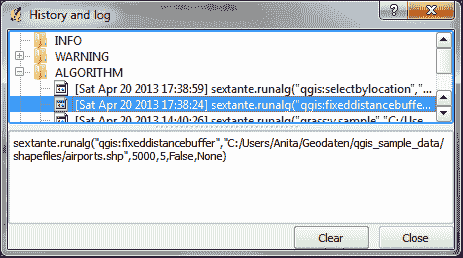 History and log
INFO
WARNING
ALGORITHM
[Sat Apr 20 2013 17:38:59] sextante.runalg("qgis:selectbylocation","...
[Sat Apr 20 2013 17:38:24] sextante.runalg("qgis:fixeddistancebuffe...
[Sat Apr 20 2013 14:40:26] sextante.runalg("grass:v.sample","C:/Use...
sextante.runalg("qgis:fixeddistancebuffer","C:/Users/Anita/Geodaten/qgis_sample_data/
shapefiles/airports.shp",5000,5,False,None)
Clear
Close